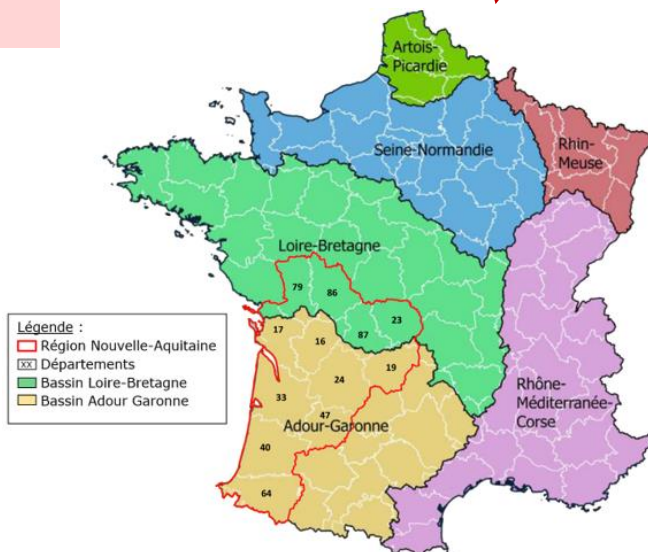 Artois-
Picardie
Seine-Normandie
Rhin-
Meuse
Loire-Bretagne
79
86
17
16
87
23
Légende :
Région Nouvelle-Aquitaine
XX Départements
Bassin Loire-Bretagne
Bassin Adour Garonne
24
19
33
47
Adour-Garonne
40
64
Rhône-
Méditerranée-
Corse